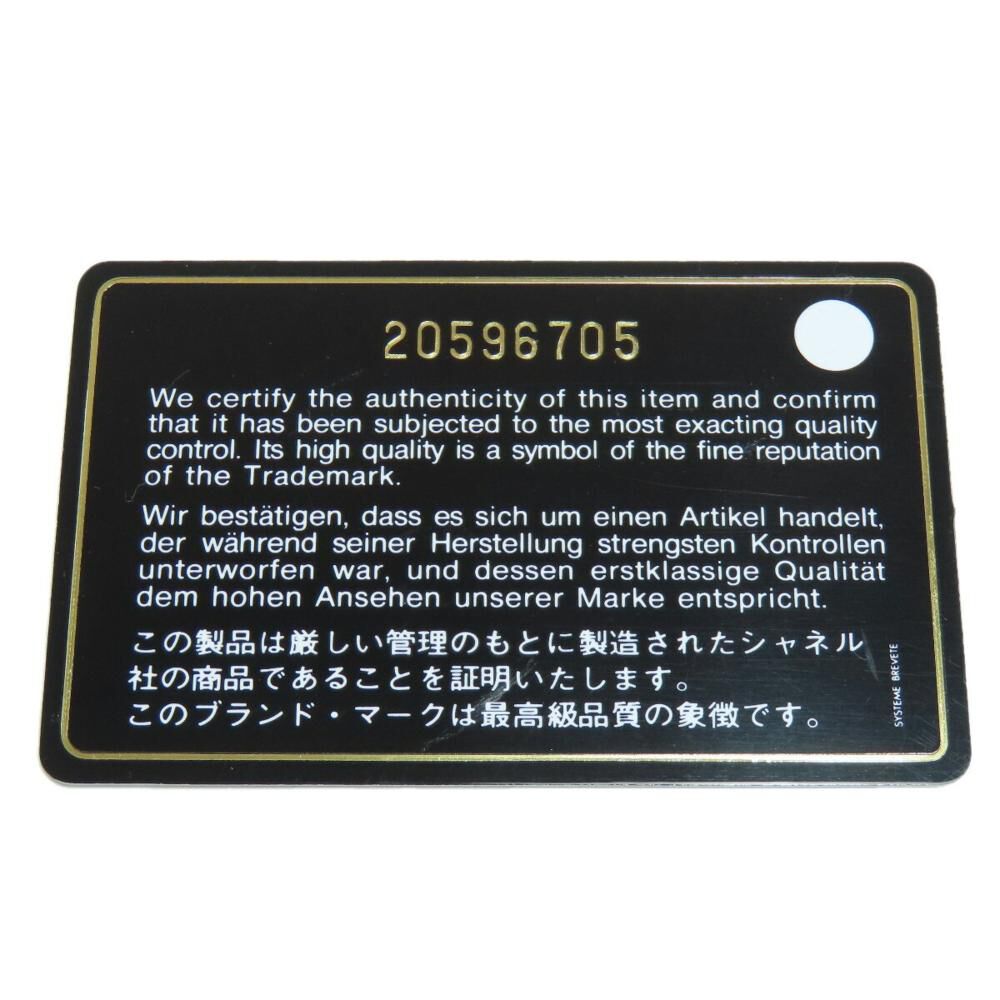 20596705
We certify the authenticity of this item and confirm
that it has been subjected to the most exacting quality
control. Its high quality is a symbol of the fine reputation
of the Trademark.
Wir bestätigen, dass es sich um einen Artikel handelt,
der während seiner Herstellung strengsten Kontrollen
unterworfen war, und dessen erstklassige Qualität
dem hohen Ansehen unserer Marke entspricht.
この製品は厳しい管理のもとに製造されたシャネル
社の商品であることを証明いたします。
このブランド・マークは最高級品質の象徴です。
SYSTEME BREVETE